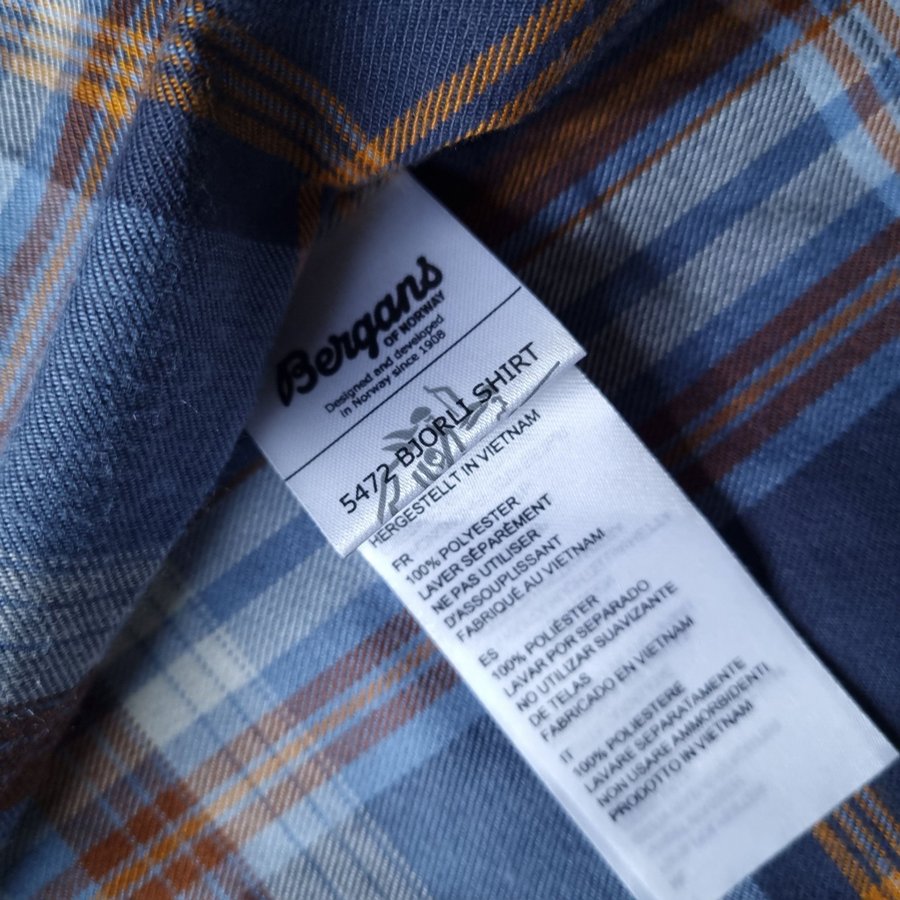 Bergans
OF NORWAY
Designed and developed
in Norway since 1908
5472 BJORLI SHIRT
HERGESTELLT IN VIETNAM
FR
100% POLYESTER
LAVER SÉPARÉMENT
NE PAS UTILISER
D'ASSOUPLISSANT
FABRIQUÉ AU VIETNAM
ES
100% POLIÉSTER
LAVAR POR SEPARADO
NO UTILIZAR SUAVIZANTE
DE TELAS
FABRICADO EN VIETNAM
IT
100% POLIESTERE
LAVARE SEPARATAMENTE
NON USARE AMMORBIDENTI
PRODOTTO IN VIETNAM